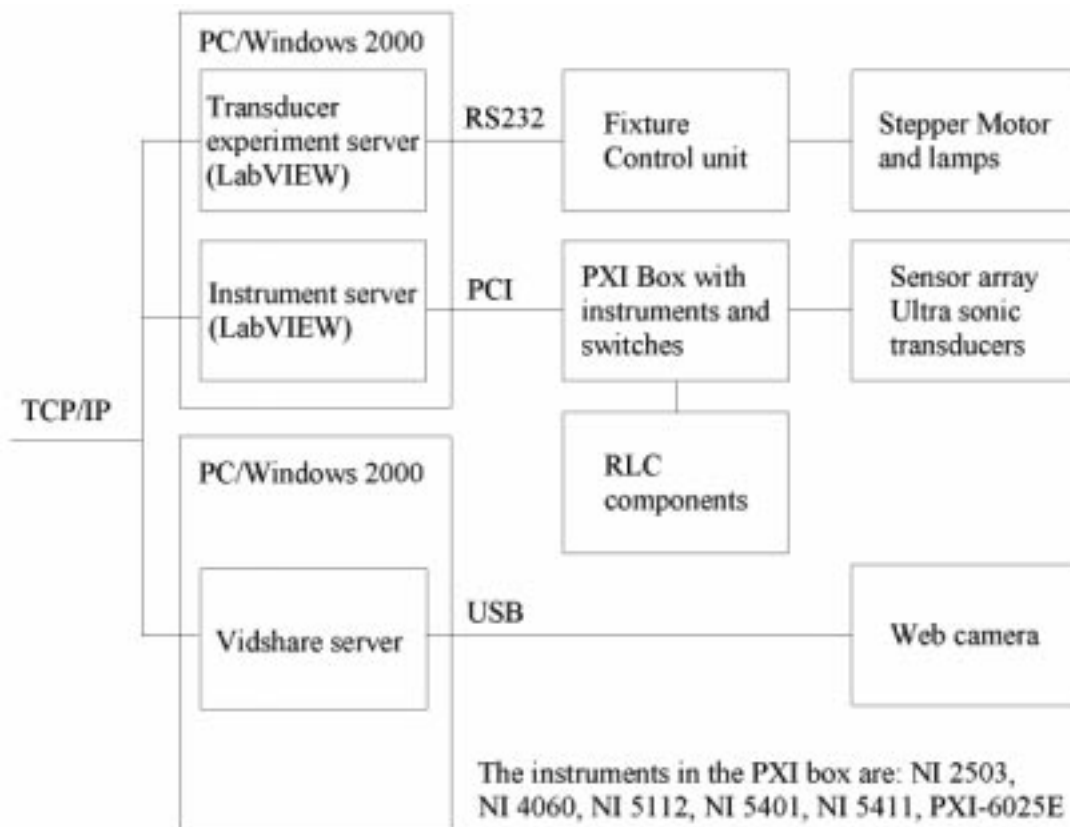 PC/Windows 2000
Transducer
experiment server
(LabVIEW)
RS232
Fixture
Control unit
Stepper Motor
and lamps
Instrument server
(LabVIEW)
PCI
PXI Box with
instruments and
switches
Sensor array
Ultra sonic
transducers
TCP/IP
RLC
components
PC/Windows 2000
Vidshare server
USB
Web camera
The instruments in the PXI box are: NI 2503,
NI 4060, NI 5112, NI 5401, NI 5411, PXI-6025E